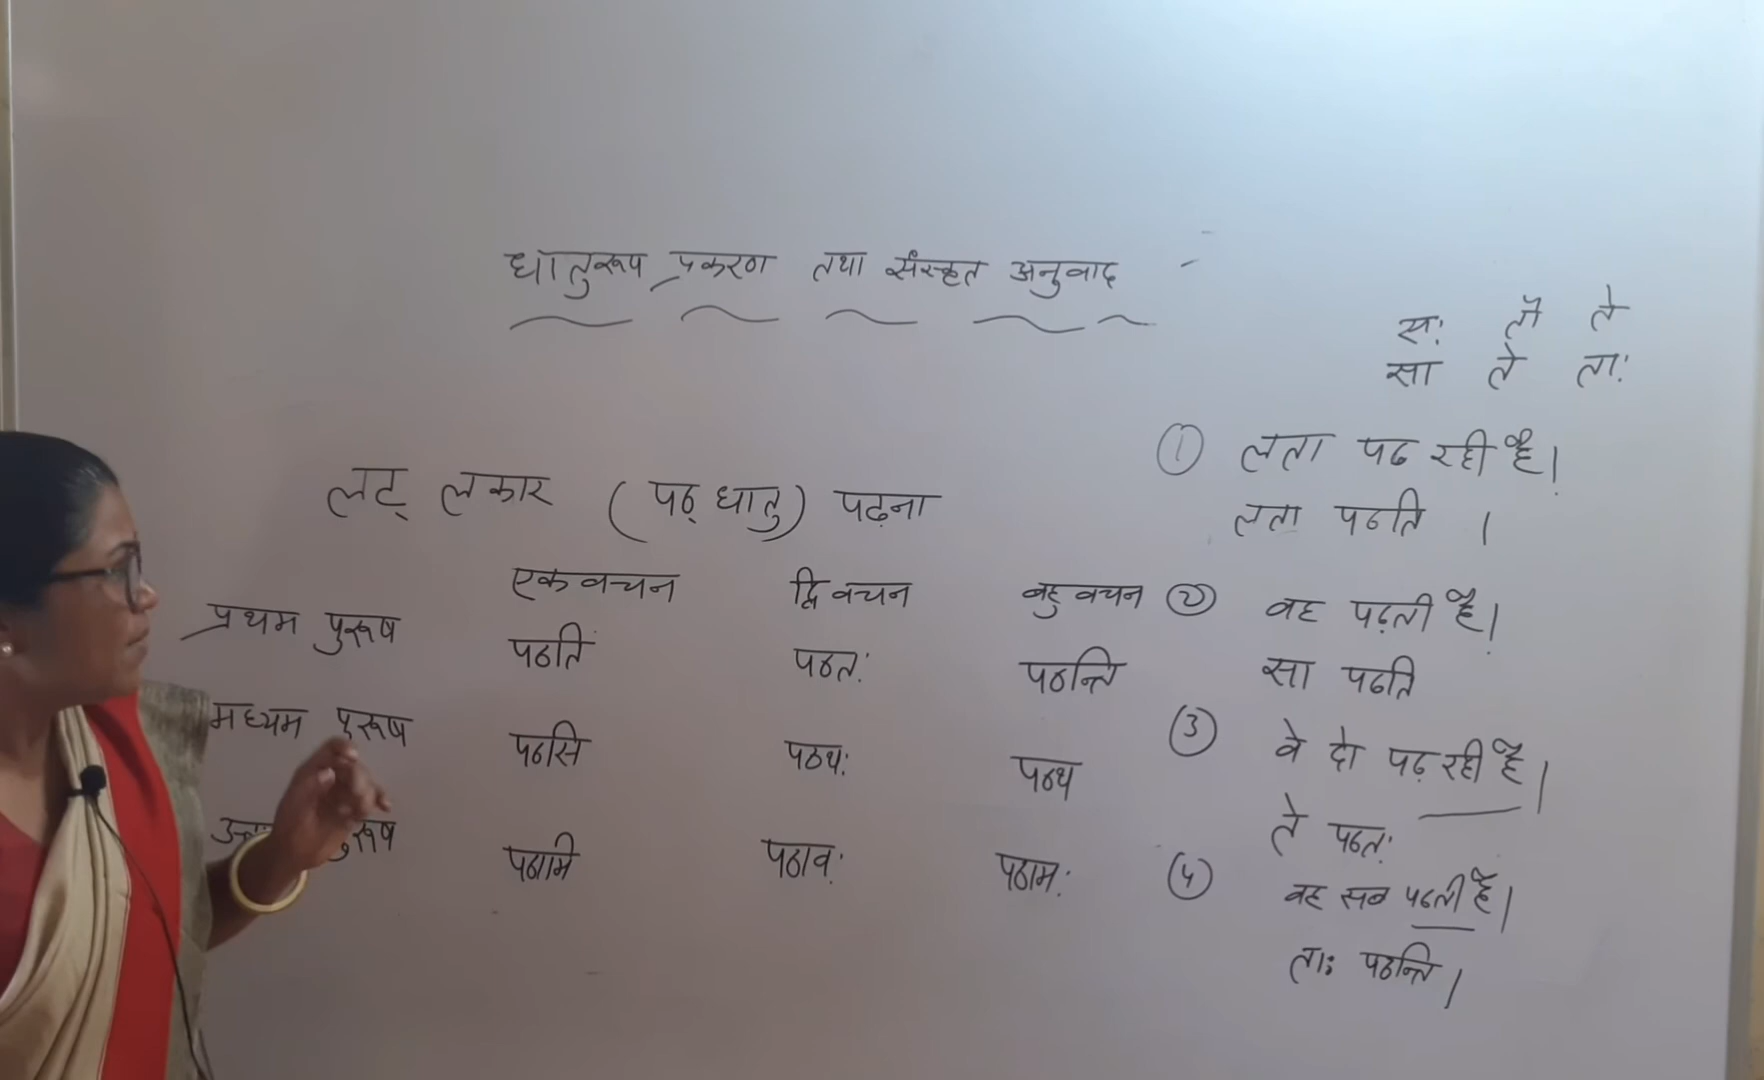 धातुरूप प्रकरण तथा संस्कृत अनुवाद -
सः तौ ते
सा ते ताः
लट् लकार (पठ् धातु) पढ़ना
एकवचन द्विवचन बहुवचन
प्रथम पुरूष पठति पठतः पठन्ति
मध्यम पुरूष पठसि पठथः पठथ
पुरूष पठामि पठावः पठामः
① लता पढ रही है।
लता पठति ।
② वह पढ़ती है।
सा पठति
③ वे दो पढ़ रही है।
ते पठतः
④ वह सब पढती है।
ताः पठन्ति।